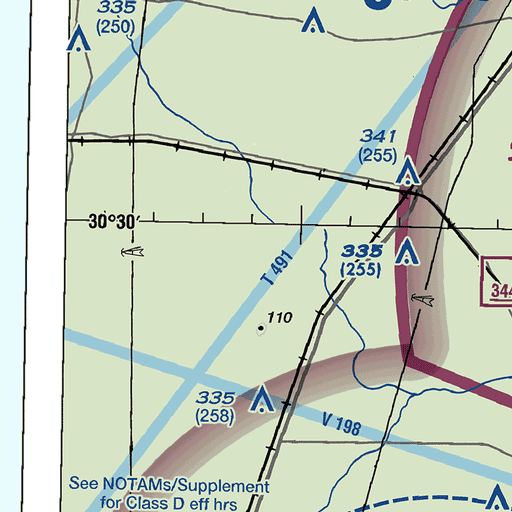 335
(250)
341
(255)
30°30'
335
(255)
T 491
344
110
335
(258)
V 198
See NOTAMs/Supplement
for Class D eff hrs